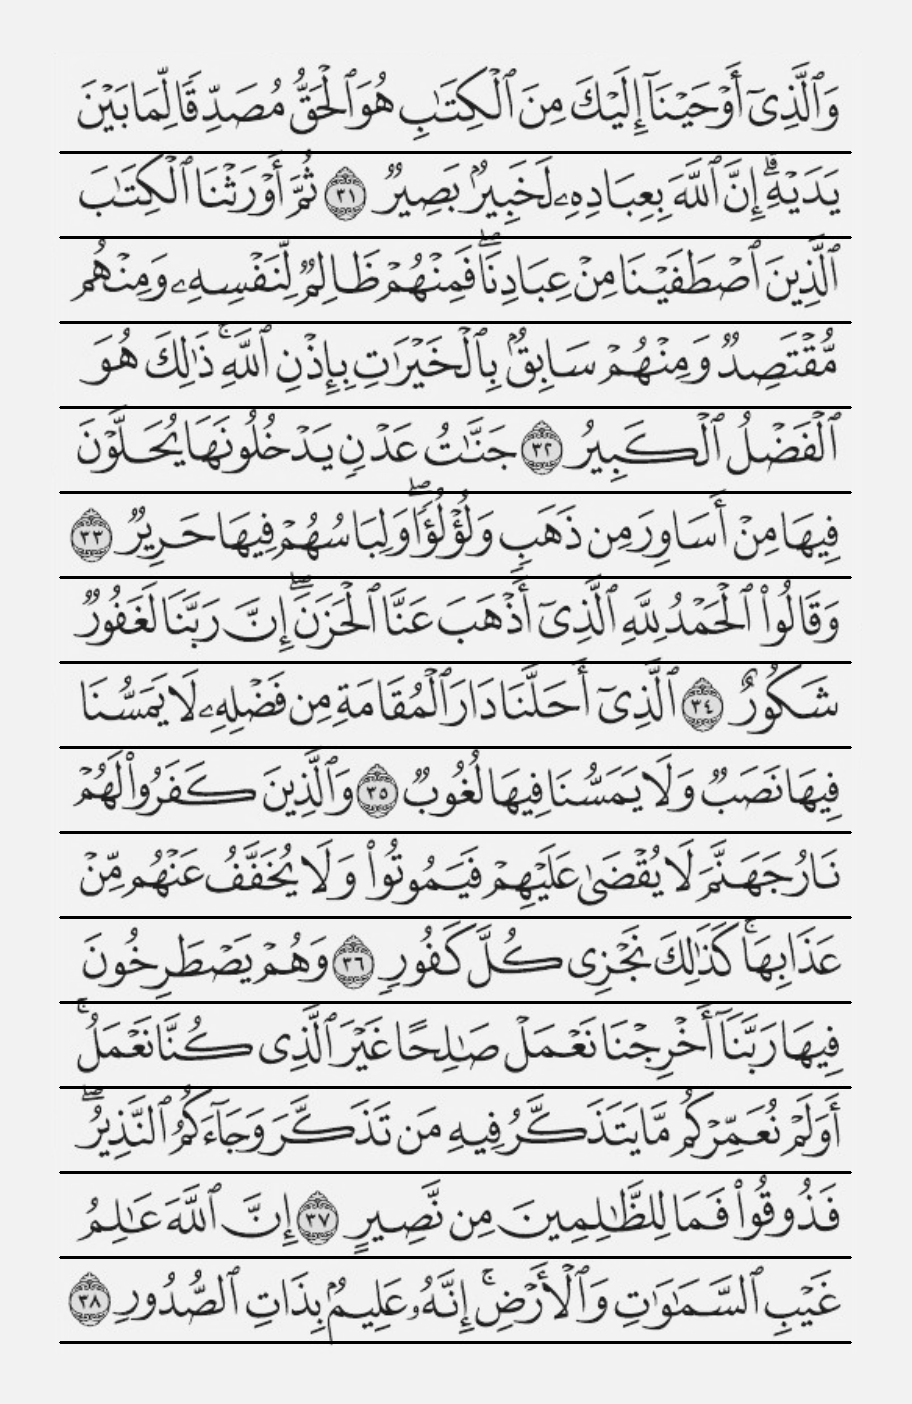 وَٱلَّذِىٓ أَوْحَيْنَآ إِلَيْكَ مِنَ ٱلْكِتَـٰبِ هُوَ ٱلْحَقُّ مُصَدِّقًا لِّمَا بَيْنَ
يَدَيْهِ ۗ إِنَّ ٱللَّهَ بِعِبَادِهِۦ لَخَبِيرٌۢ بَصِيرٌ ٣١ ثُمَّ أَوْرَثْنَا ٱلْكِتَـٰبَ
ٱلَّذِينَ ٱصْطَفَيْنَا مِنْ عِبَادِنَا ۖ فَمِنْهُمْ ظَالِمٌ لِّنَفْسِهِۦ وَمِنْهُم
مُّقْتَصِدٌ وَمِنْهُمْ سَابِقٌۢ بِٱلْخَيْرَٰتِ بِإِذْنِ ٱللَّهِ ۚ ذَٰلِكَ هُوَ
ٱلْفَضْلُ ٱلْكَبِيرُ ٣٢ جَنَّـٰتُ عَدْنٍ يَدْخُلُونَهَا يُحَلَّوْنَ
فِيهَا مِنْ أَسَاوِرَ مِن ذَهَبٍ وَلُؤْلُؤًا ۖ وَلِبَاسُهُمْ فِيهَا حَرِيرٌ ٣٣
وَقَالُوا۟ ٱلْحَمْدُ لِلَّهِ ٱلَّذِىٓ أَذْهَبَ عَنَّا ٱلْحَزَنَ ۖ إِنَّ رَبَّنَا لَغَفُورٌ
شَكُورٌ ٣٤ ٱلَّذِىٓ أَحَلَّنَا دَارَ ٱلْمُقَامَةِ مِن فَضْلِهِۦ لَا يَمَسُّنَا
فِيهَا نَصَبٌ وَلَا يَمَسُّنَا فِيهَا لُغُوبٌ ٣٥ وَٱلَّذِينَ كَفَرُوا۟ لَهُمْ
نَارُ جَهَنَّمَ لَا يُقْضَىٰ عَلَيْهِمْ فَيَمُوتُوا۟ وَلَا يُخَفَّفُ عَنْهُم مِّنْ
عَذَابِهَا ۚ كَذَٰلِكَ نَجْزِى كُلَّ كَفُورٍ ٣٦ وَهُمْ يَصْطَرِخُونَ
فِيهَا رَبَّنَآ أَخْرِجْنَا نَعْمَلْ صَـٰلِحًا غَيْرَ ٱلَّذِى كُنَّا نَعْمَلُ ۚ
أَوَلَمْ نُعَمِّرْكُم مَّا يَتَذَكَّرُ فِيهِ مَن تَذَكَّرَ وَجَآءَكُمُ ٱلنَّذِيرُ ۖ
فَذُوقُوا۟ فَمَا لِلظَّـٰلِمِينَ مِن نَّصِيرٍ ٣٧ إِنَّ ٱللَّهَ عَـٰلِمُ
غَيْبِ ٱلسَّمَـٰوَٰتِ وَٱلْأَرْضِ ۚ إِنَّهُۥ عَلِيمٌۢ بِذَاتِ ٱلصُّدُورِ ٣٨